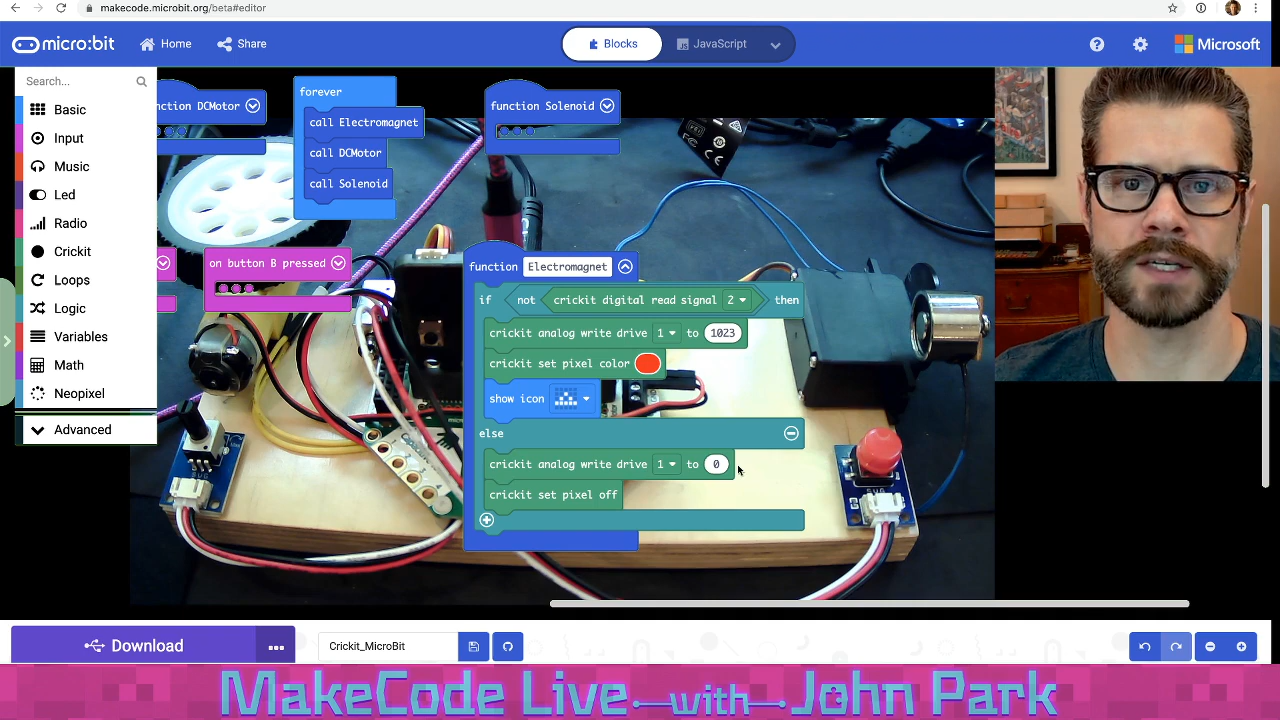 makecode.microbit.org/beta#editor
micro:bit
Home
Share
Blocks
JavaScript
Microsoft
Search...
Basic
Input
Music
Led
Radio
Crickit
Loops
Logic
Variables
Math
Neopixel
Advanced
nction DCMotor
forever
call Electromagnet
call DCMotor
call Solenoid
function Solenoid
on button B pressed
function Electromagnet
if not crickit digital read signal 2 then
crickit analog write drive 1 to 1023
crickit set pixel color
show icon
else
crickit analog write drive 1 to 0
crickit set pixel off
Download
Crickit_MicroBit
MakeCode Live with John Park